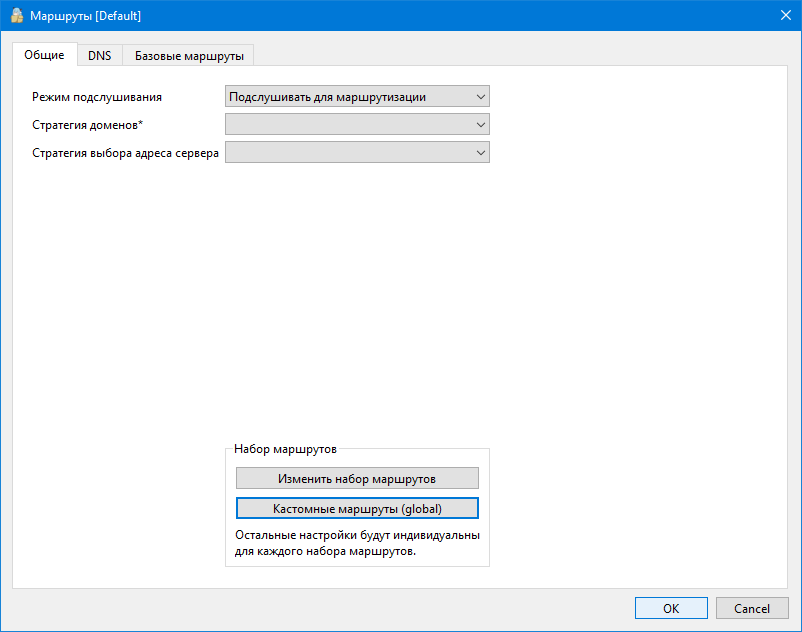 Маршруты [Default]
Общие
DNS
Базовые маршруты
Режим подслушивания
Подслушивать для маршрутизации
Стратегия доменов*
Стратегия выбора адреса сервера
Набор маршрутов
Изменить набор маршрутов
Кастомные маршруты (global)
Остальные настройки будут индивидуальны
для каждого набора маршрутов.
OK
Cancel